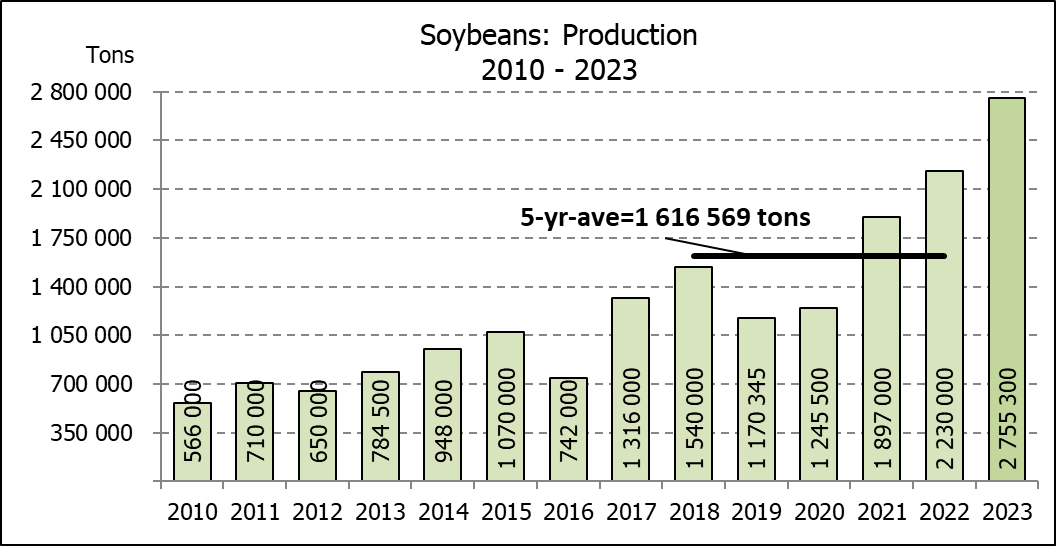 Soybeans: Production
2010 - 2023
Tons
2 800 000
2 450 000
2 100 000
1 750 000
1 400 000
1 050 000
700 000
350 000
5-yr-ave=1 616 569 tons
566 000
710 000
650 000
784 500
948 000
1 070 000
742 000
1 316 000
1 540 000
1 170 345
1 245 500
1 897 000
2 230 000
2 755 300
2010 2011 2012 2013 2014 2015 2016 2017 2018 2019 2020 2021 2022 2023